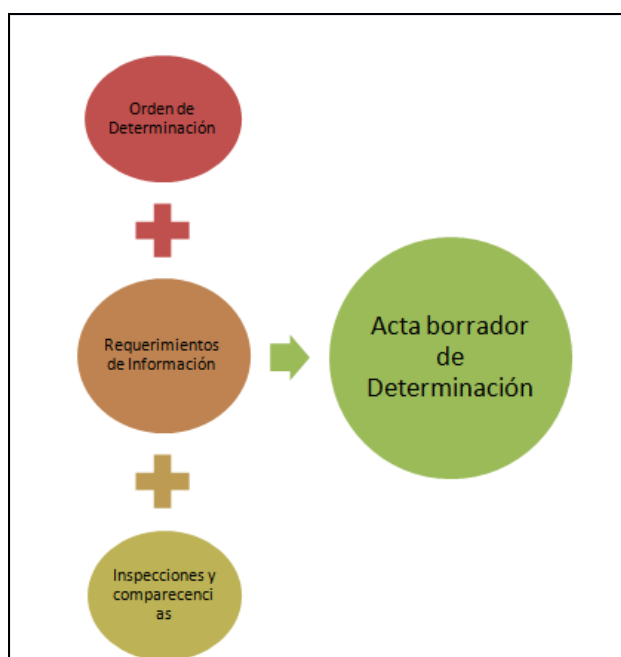 Orden de
Determinación
Requerimientos
de Información
Acta borrador
de
Determinación
Inspecciones y
comparecenci
as